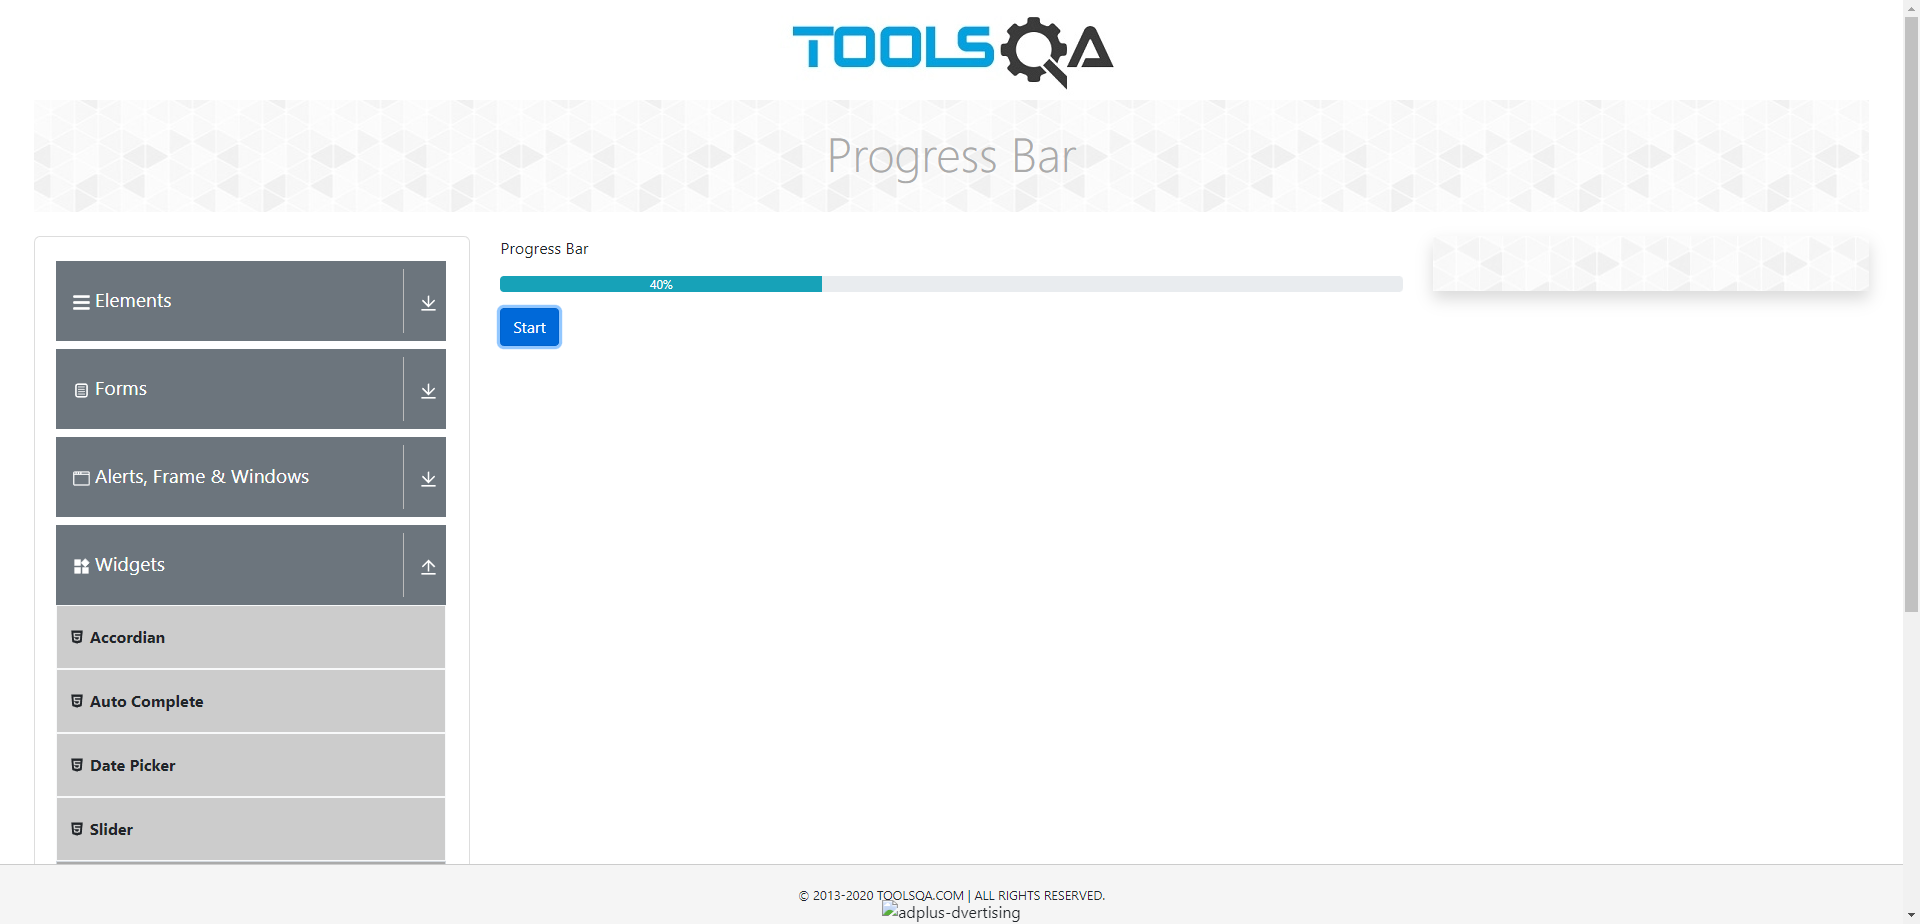 TOOLSQA
Progress Bar
Elements
Forms
Alerts, Frame & Windows
Widgets
Accordian
Auto Complete
Date Picker
Slider
Progress Bar
40%
Start
© 2013-2020 TOOLSQA.COM | ALL RIGHTS RESERVED.
adplus-dvertising